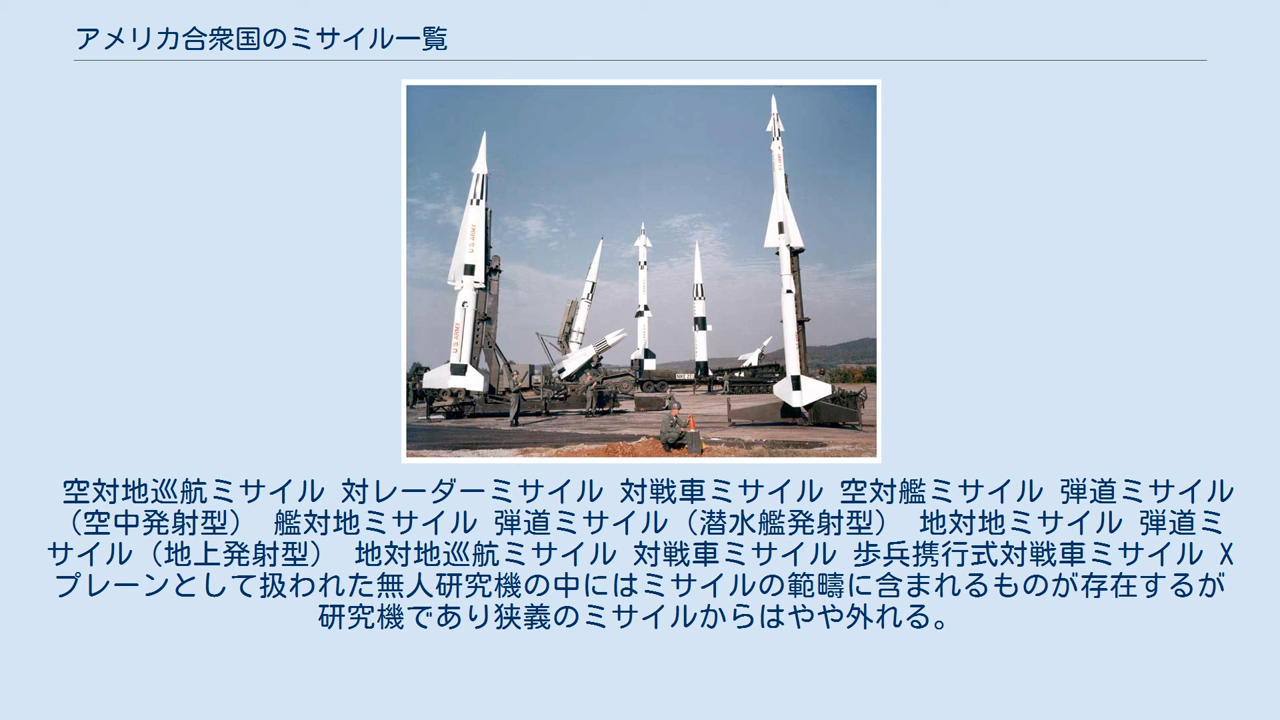 アメリカ合衆国のミサイル一覧
U.S. ARMY
U.S. ARMY
空対地巡航ミサイル 対レーダーミサイル 対戦車ミサイル 空対艦ミサイル 弾道ミサイル
（空中発射型） 艦対地ミサイル 弾道ミサイル（潜水艦発射型） 地対地ミサイル 弾道ミ
サイル（地上発射型） 地対地巡航ミサイル 対戦車ミサイル 歩兵携行式対戦車ミサイル X
プレーンとして扱われた無人研究機の中にはミサイルの範疇に含まれるものが存在するが
研究機であり狭義のミサイルからはやや外れる。